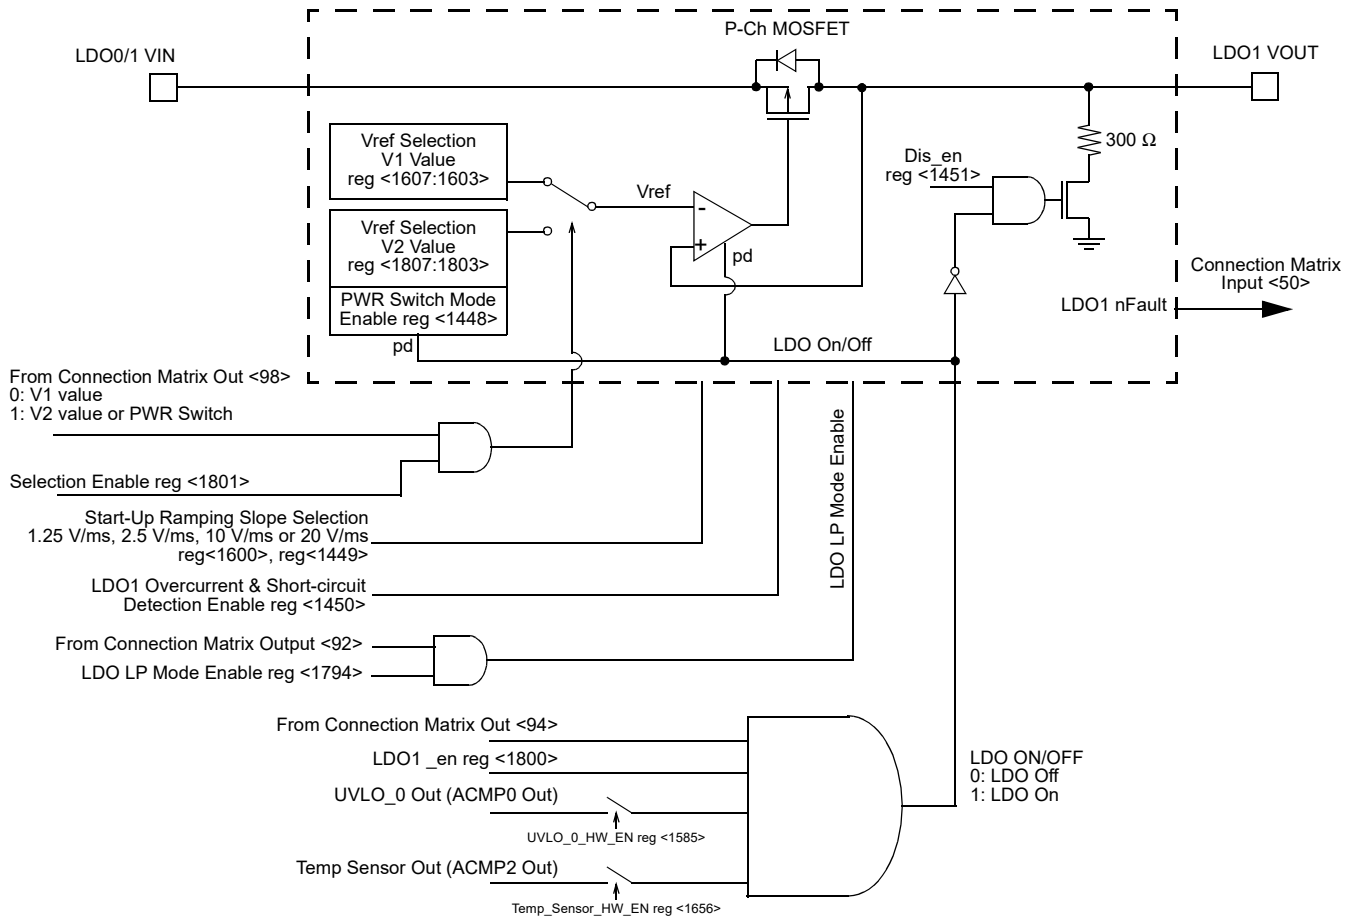 P-Ch MOSFET
LDO0/1 VIN
LDO1 VOUT
Vref Selection
V1 Value
reg <1607:1603>
300 Ω
Dis_en
reg <1451>
Vref
-
+
pd
Vref Selection
V2 Value
reg <1807:1803>
PWR Switch Mode
Enable reg <1448>
pd
Connection Matrix
Input <50>
LDO1 nFault
LDO On/Off
From Connection Matrix Out <98>
0: V1 value
1: V2 value or PWR Switch
Selection Enable reg <1801>
Start-Up Ramping Slope Selection
1.25 V/ms, 2.5 V/ms, 10 V/ms or 20 V/ms
reg<1600>, reg<1449>
LDO LP Mode Enable
LDO1 Overcurrent & Short-circuit
Detection Enable reg <1450>
From Connection Matrix Output <92>
LDO LP Mode Enable reg <1794>
From Connection Matrix Out <94>
LDO1 _en reg <1800>
UVLO_0 Out (ACMP0 Out)
UVLO_0_HW_EN reg <1585>
Temp Sensor Out (ACMP2 Out)
Temp_Sensor_HW_EN reg <1656>
LDO ON/OFF
0: LDO Off
1: LDO On